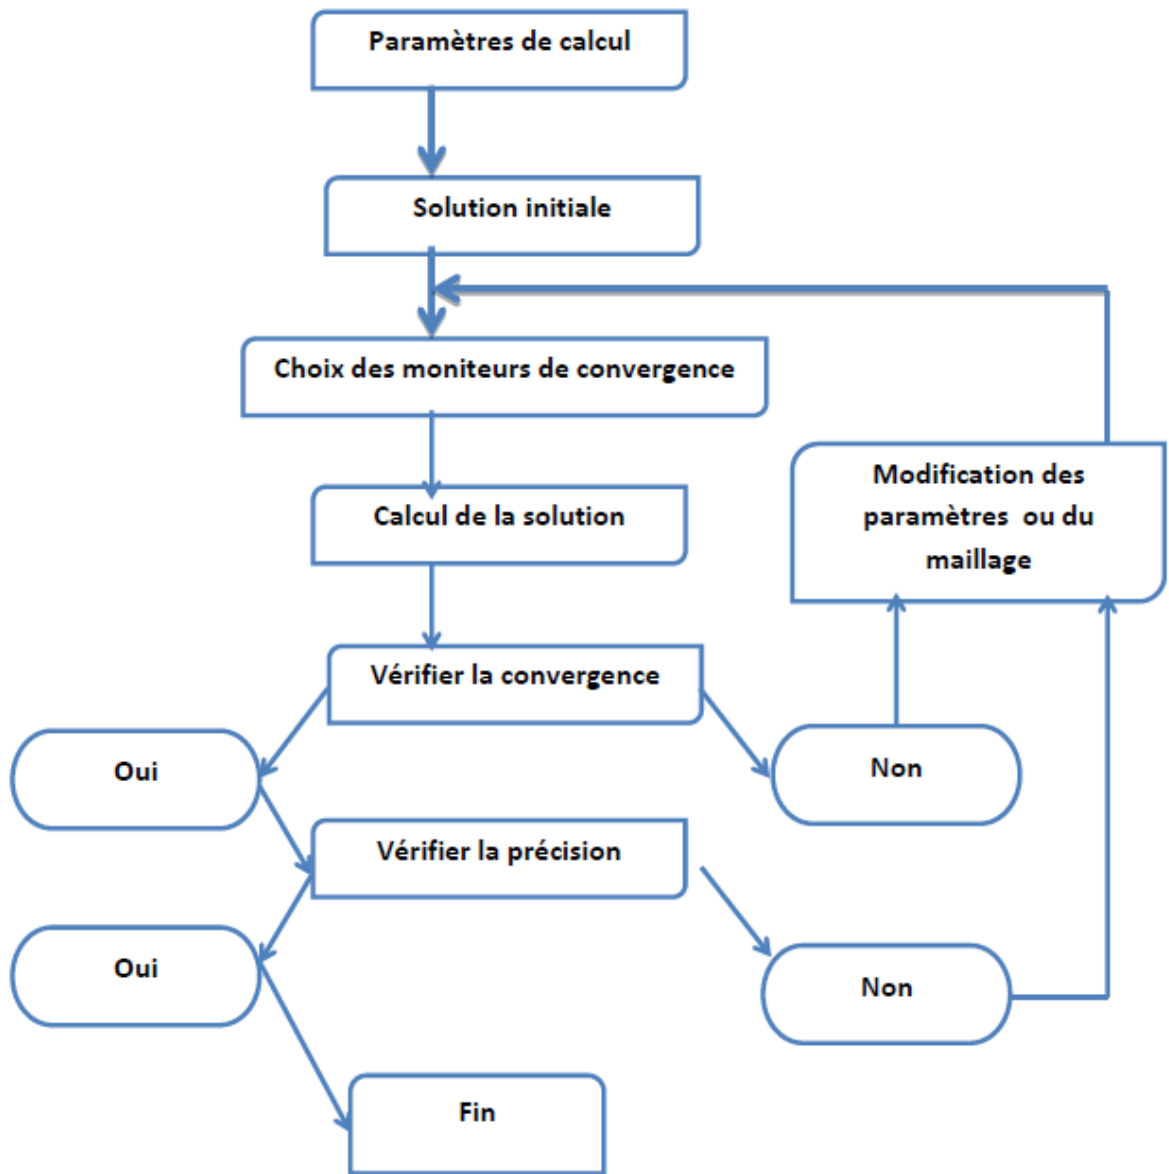 Paramètres de calcul
Solution initiale
Choix des moniteurs de convergence
Modification des
paramètres ou du
maillage
Calcul de la solution
Vérifier la convergence
Oui
Non
Vérifier la précision
Oui
Non
Fin